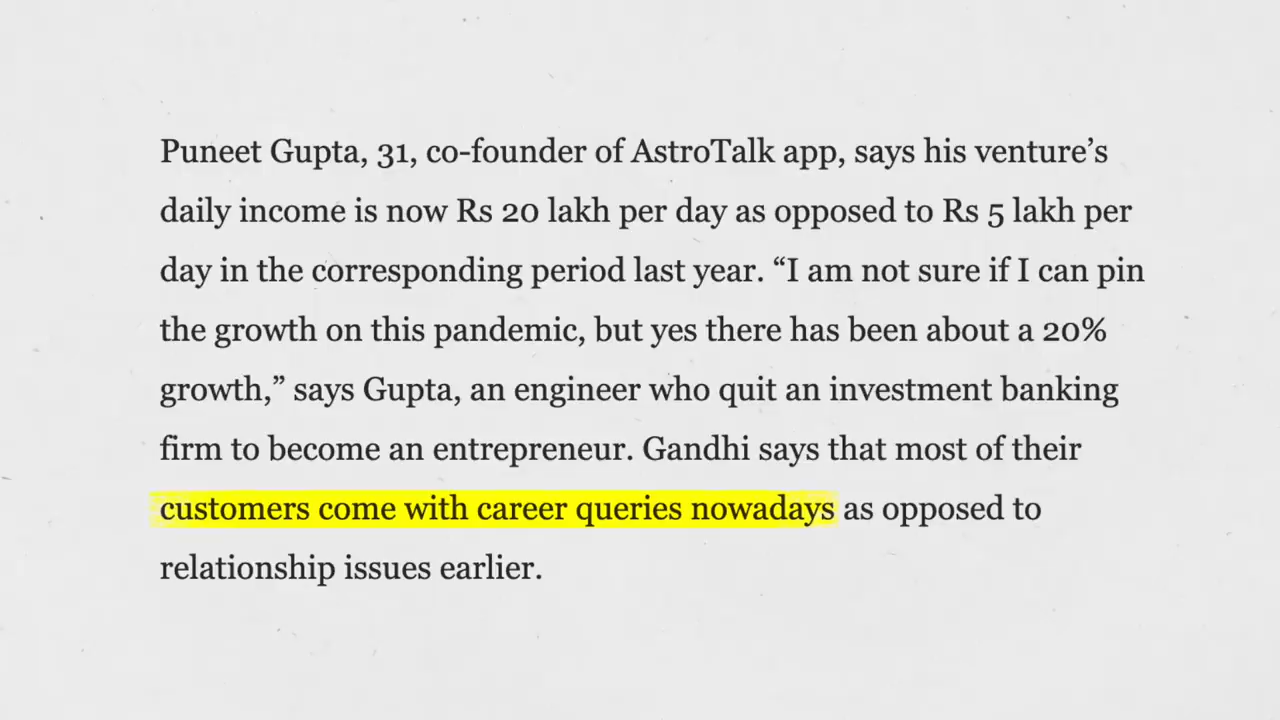 Puneet Gupta, 31, co-founder of AstroTalk app, says his venture’s
daily income is now Rs 20 lakh per day as opposed to Rs 5 lakh per
day in the corresponding period last year. “I am not sure if I can pin
the growth on this pandemic, but yes there has been about a 20%
growth,” says Gupta, an engineer who quit an investment banking
firm to become an entrepreneur. Gandhi says that most of their
customers come with career queries nowadays as opposed to
relationship issues earlier.